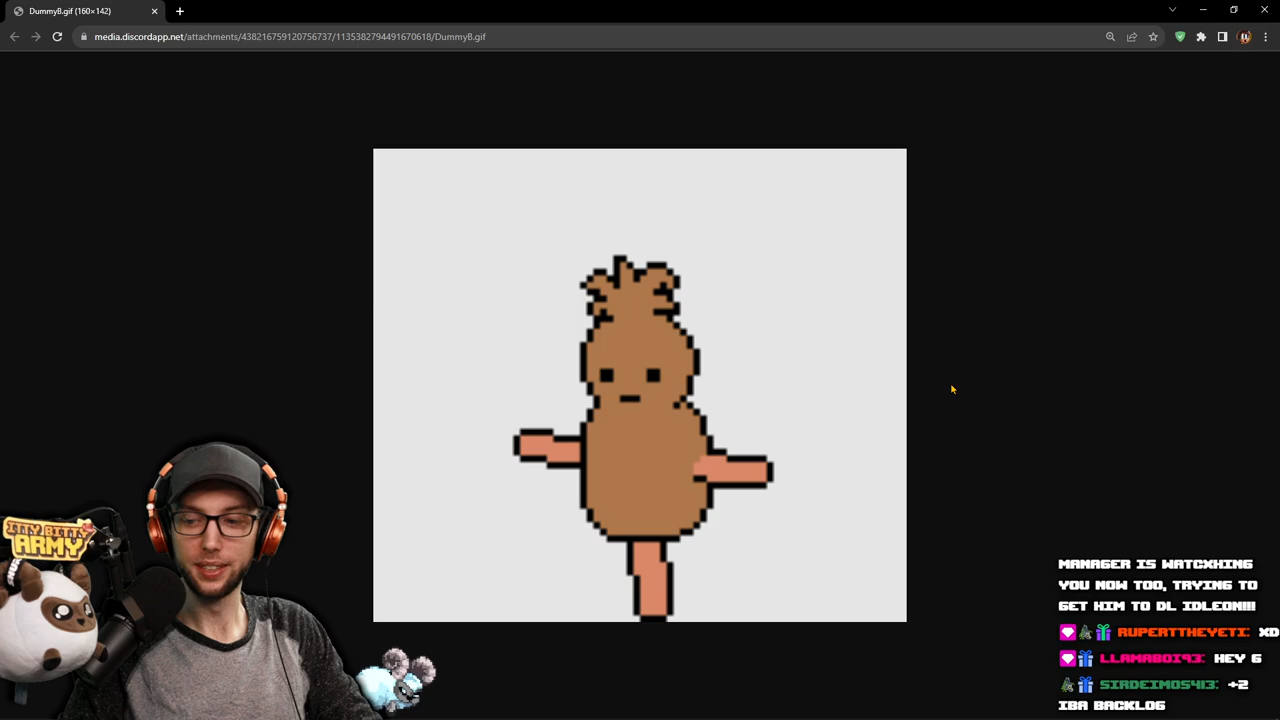 DummyB.gif (160×142)
media.discordapp.net/attachments/438216759120756737/1135382794491670618/DummyB.gif
ITTY BITTY
ARMY
MANAGER IS WATCXHING
YOU NOW TOO, TRYING TO
GET HIM TO DL IDLEON!!!
RUPERTTHEYETI: XD
LLAMABOI93: HEY 6
SIRDEIMOS413: +2
IBA BACKLOG